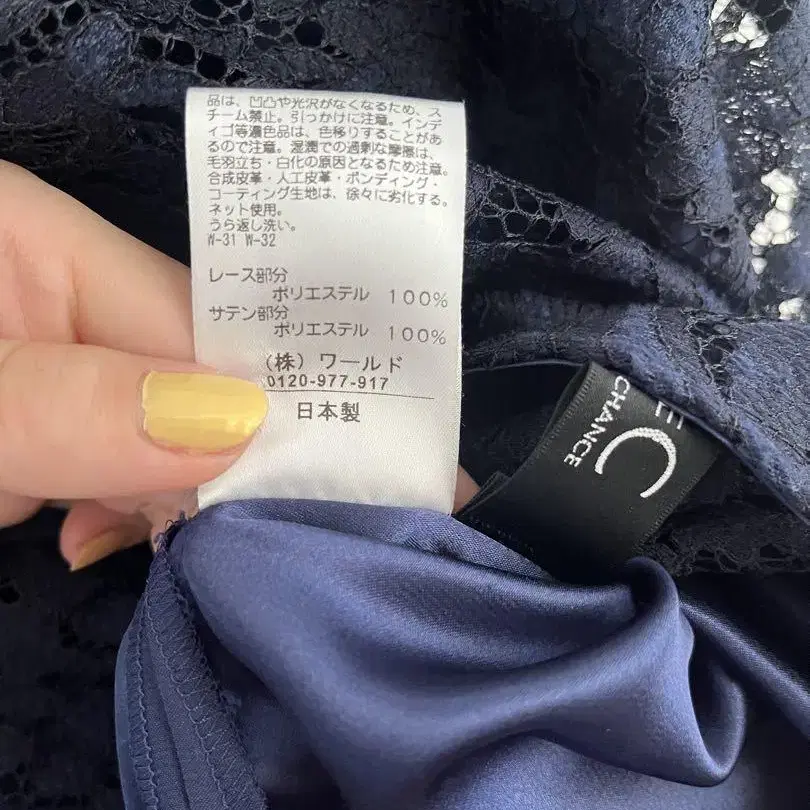 品は、凹凸や光沢がなくなるため、ス
チーム禁止。引っかけに注意。インデ
ィゴ等濃色品は、色移りすることがあ
るので注意。湿潤での過剰な摩擦は、
毛羽立ち・白化の原因となるため注意。
合成皮革・人工皮革・ボンディング・
コーティング生地は、徐々に劣化する。
ネット使用。
うら返し洗い。
W-31 W-32
レース部分
ポリエステル 100%
サテン部分
ポリエステル 100%
(株) ワールド
0120-977-917
日本製
C
CHANCE